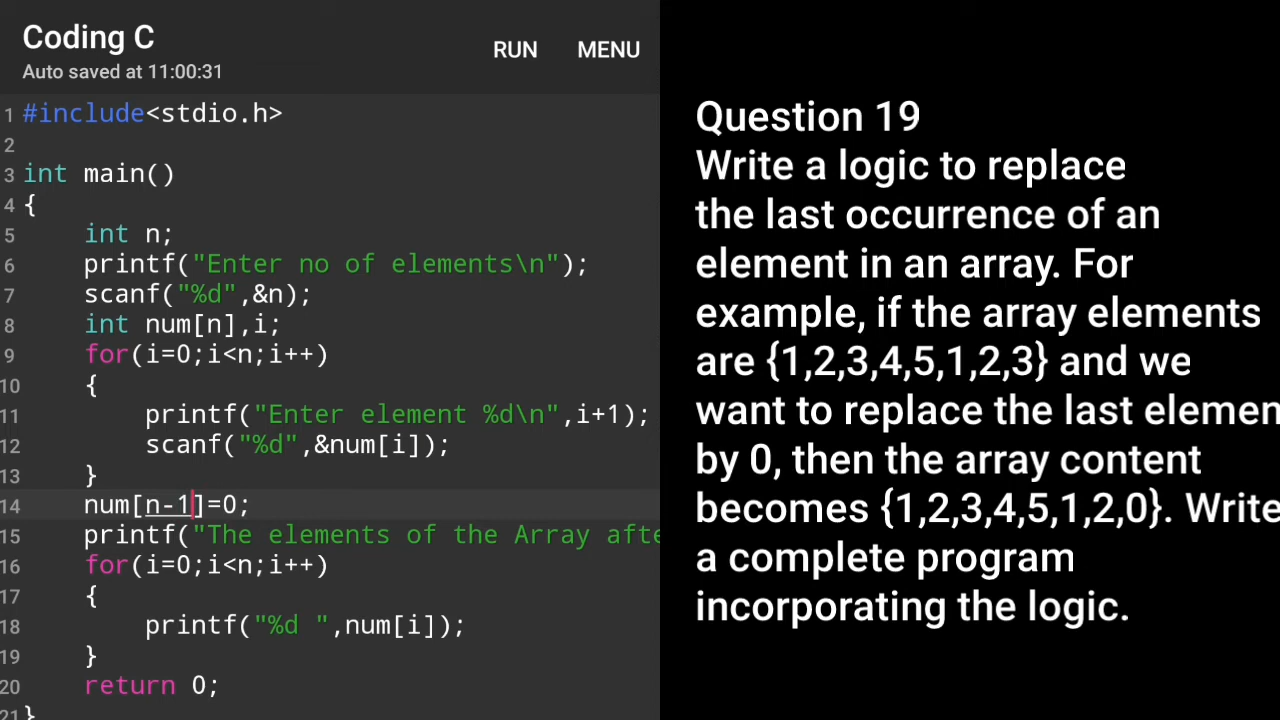 Coding C
RUN MENU
Auto saved at 11:00:31
1 #include<stdio.h>
2
3 int main()
4 {
5 int n;
6 printf("Enter no of elements\n");
7 scanf("%d",&n);
8 int num[n],i;
9 for(i=0;i<n;i++)
10 {
11 printf("Enter element %d\n",i+1);
12 scanf("%d",&num[i]);
13 }
14 num[n-1]=0;
15 printf("The elements of the Array afte
16 for(i=0;i<n;i++)
17 {
18 printf("%d ",num[i]);
19 }
20 return 0;
21 }
Question 19
Write a logic to replace
the last occurrence of an
element in an array. For
example, if the array elements
are {1,2,3,4,5,1,2,3} and we
want to replace the last elemen
by 0, then the array content
becomes {1,2,3,4,5,1,2,0}. Write
a complete program
incorporating the logic.